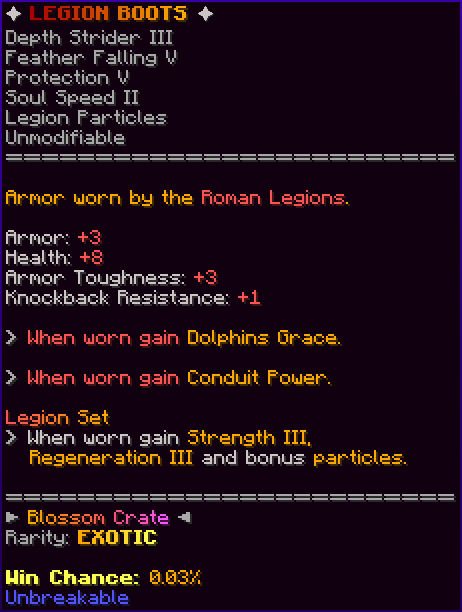 ✦ LEGION BOOTS ✦
Depth Strider III
Feather Falling V
Protection V
Soul Speed II
Legion Particles
Unmodifiable
==================================
Armor worn by the Roman Legions.
Armor: +3
Health: +8
Armor Toughness: +3
Knockback Resistance: +1
> When worn gain Dolphins Grace.
> When worn gain Conduit Power.
Legion Set
> When worn gain Strength III,
Regeneration III and bonus particles.
==================================
► Blossom Crate ◄
Rarity: EXOTIC
Win Chance: 0.03%
Unbreakable